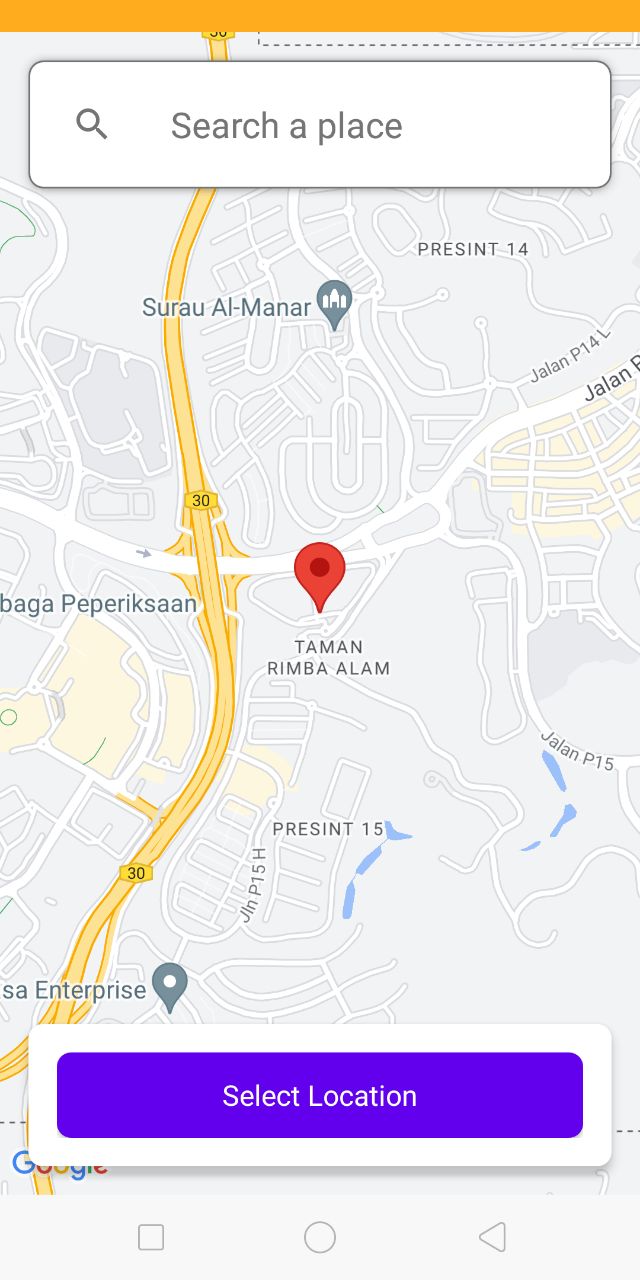 30
Search a place
PRESINT 14
Surau Al-Manar
Jalan P14 L
Jalan P
30
baga Peperiksaan
TAMAN
RIMBA ALAM
Jalan P15
PRESINT 15
30
Jln P15 H
sa Enterprise
Select Location
Google